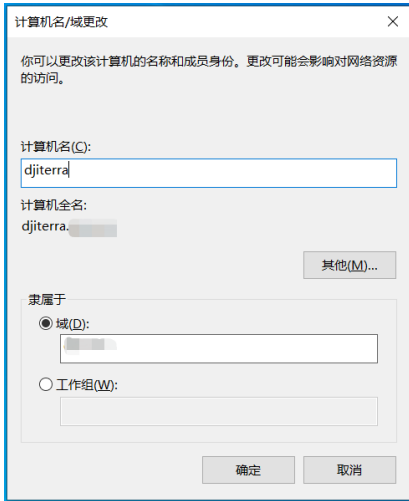 计算机名/域更改
你可以更改该计算机的名称和成员身份。更改可能会影响对网络资源
的访问。
计算机名(C):
djiterra
计算机全名:
djiterra.
其他(M)...
隶属于
域(D):
工作组(W):
确定
取消